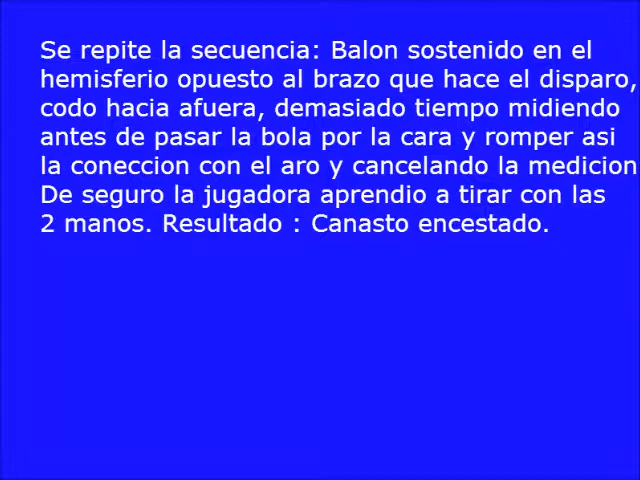 Se repite la secuencia: Balon sostenido en el
hemisferio opuesto al brazo que hace el disparo,
codo hacia afuera, demasiado tiempo midiendo
antes de pasar la bola por la cara y romper asi
la coneccion con el aro y cancelando la medicion
De seguro la jugadora aprendio a tirar con las
2 manos. Resultado : Canasto encestado.